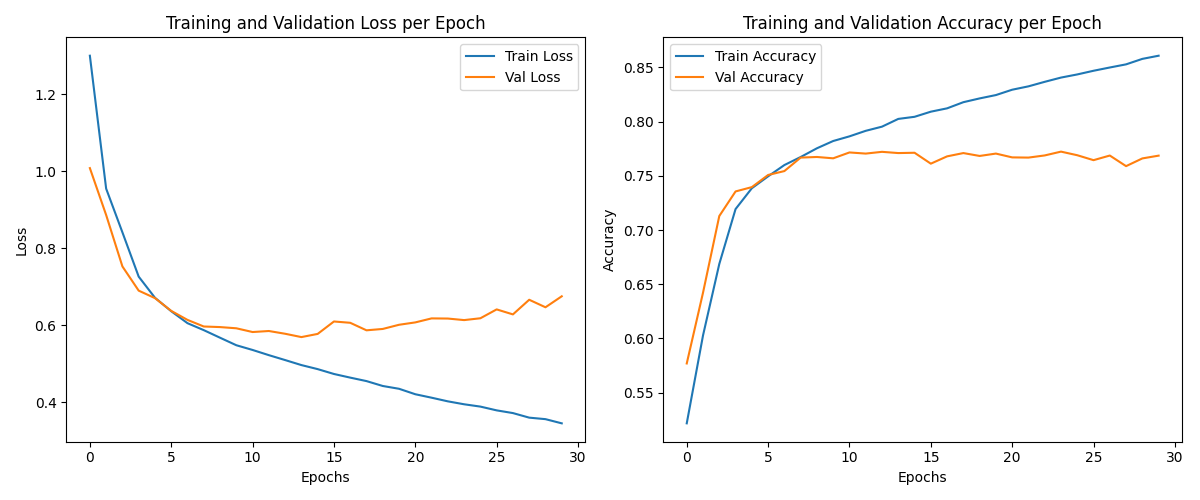 Training and Validation Loss per Epoch
Train Loss
Val Loss
1.2
1.0
0.8
0.6
0.4
Loss
0 5 10 15 20 25 30
Epochs
Training and Validation Accuracy per Epoch
Train Accuracy
Val Accuracy
0.85
0.80
0.75
0.70
0.65
0.60
0.55
Accuracy
0 5 10 15 20 25 30
Epochs